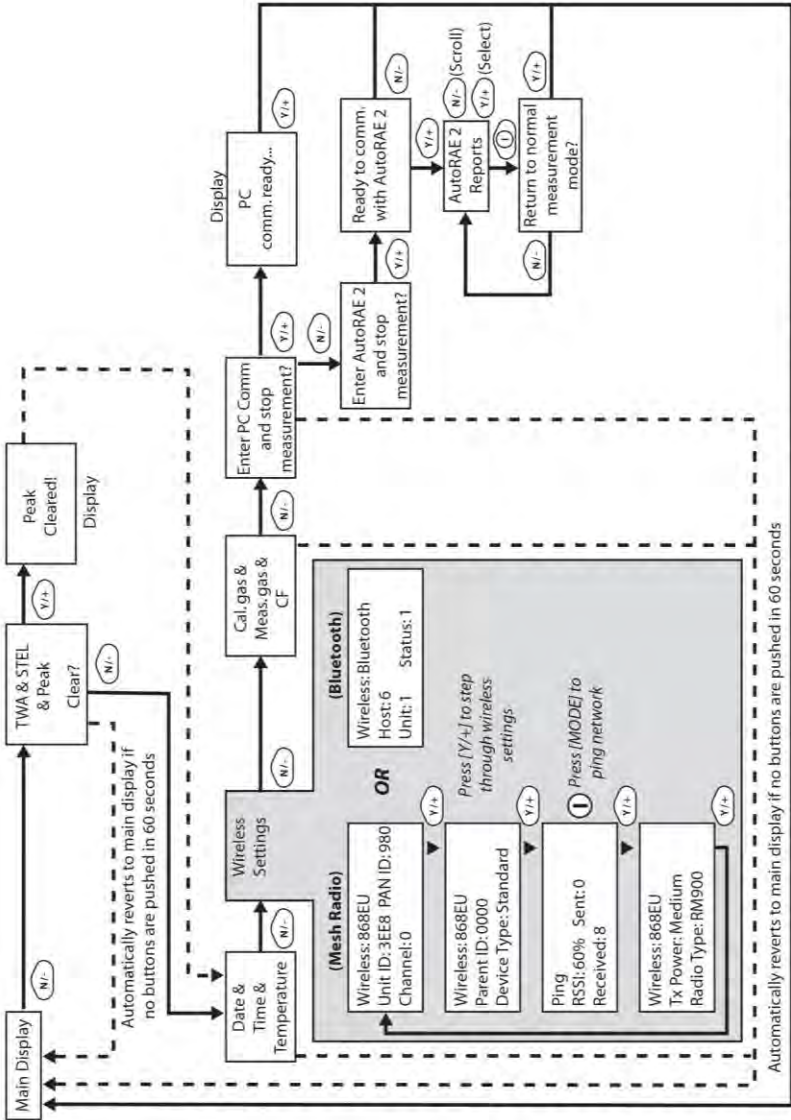 Main Display
N/-
TWA & STEL
& Peak
Clear?
Y/+
N/-
Peak
Cleared!
Display
Automatically reverts to main display if
no buttons are pushed in 60 seconds
Date &
Time &
Temperature
N/-
Wireless
Settings
N/-
Cal. gas &
Meas. gas &
CF
N/-
Enter PC Comm
and stop
measurement?
Y/+
N/-
Display
PC
comm. ready...
Y/+
Enter AutoRAE 2
and stop
measurement?
Y/+
Ready to comm.
with AutoRAE 2
N/-
Y/+
AutoRAE 2
Reports
N/- (Scroll)
Y/+ (Select)
Return to normal
measurement
mode?
N/-
Y/+
(Mesh Radio)
Wireless: 868EU
Unit ID: 3EE8 PAN ID: 980
Channel: 0
Y/+
Wireless: 868EU
Parent ID: 0000
Device Type: Standard
Y/+
Ping
RSSI: 60% Sent: 0
Received: 8
Y/+
Wireless: 868EU
Tx Power: Medium
Radio Type: RM900
Y/+
OR
(Bluetooth)
Wireless: Bluetooth
Host: 6
Unit: 1 Status: 1
Press [Y/+] to step
through wireless
settings
Press [MODE] to
ping network
Automatically reverts to main display if no buttons are pushed in 60 seconds